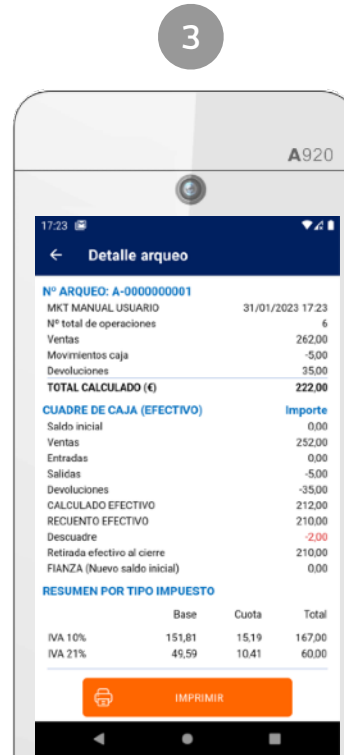 3
A920
17:23
← Detalle arqueo
Nº ARQUEO: A-0000000001
MKT MANUAL USUARIO 31/01/2023 17:23
Nº total de operaciones 6
Ventas 262,00
Movimientos caja -5,00
Devoluciones 35,00
TOTAL CALCULADO (€) 222,00
CUADRE DE CAJA (EFECTIVO) Importe
Saldo inicial 0,00
Ventas 252,00
Entradas 0,00
Salidas -5,00
Devoluciones -35,00
CALCULADO EFECTIVO 212,00
RECUENTO EFECTIVO 210,00
Descuadre -2,00
Retirada efectivo al cierre 210,00
FIANZA (Nuevo saldo inicial) 0,00
RESUMEN POR TIPO IMPUESTO
Base Cuota Total
IVA 10% 151,81 15,19 167,00
IVA 21% 49,59 10,41 60,00
IMPRIMIR